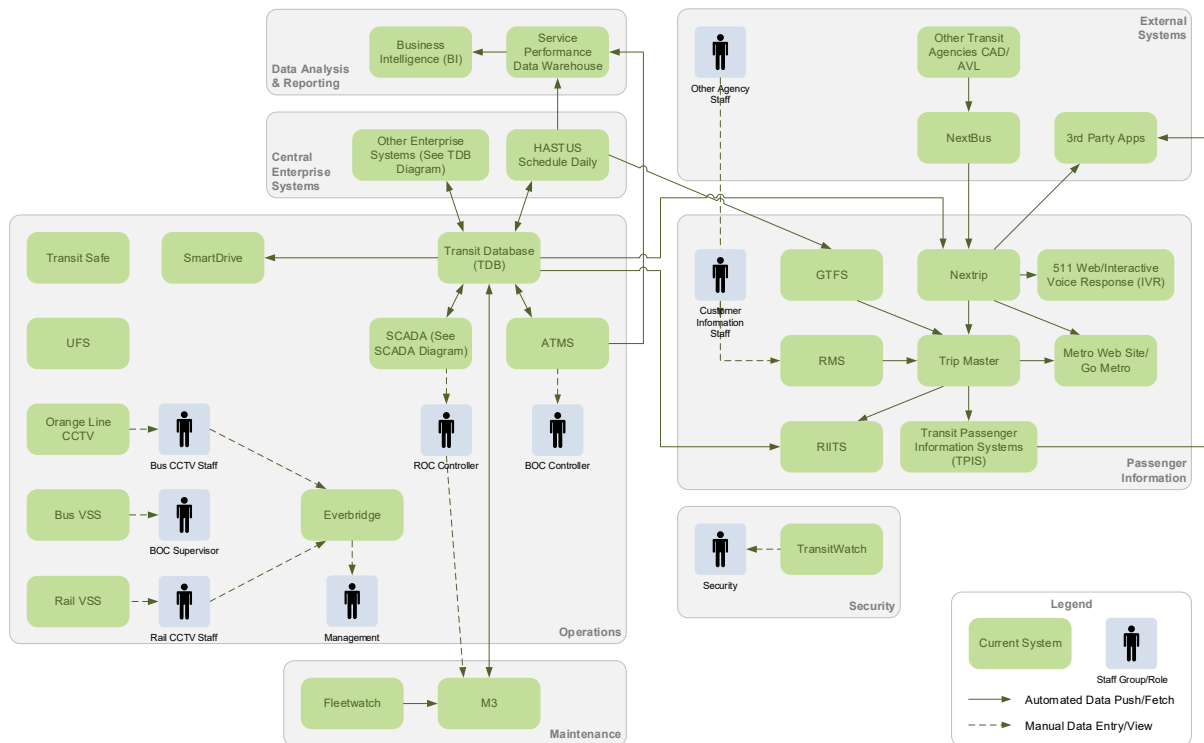 Business
Intelligence (BI)
Service
Performance
Data Warehouse
Data Analysis
& Reporting
Other Enterprise
Systems (See TDB
Diagram)
HASTUS
Schedule Daily
Central
Enterprise
Systems
External
Systems
Other Agency
Staff
Other Transit
Agencies CAD/
AVL
NextBus
3rd Party Apps
Transit Safe
SmartDrive
Transit Database
(TDB)
UFS
SCADA (See
SCADA Diagram)
ATMS
Orange Line
CCTV
Bus CCTV Staff
ROC Controller
BOC Controller
Bus VSS
BOC Supervisor
Everbridge
Rail VSS
Rail CCTV Staff
Management
Operations
Customer
Information
Staff
GTFS
Nextrip
511 Web/Interactive
Voice Response (IVR)
RMS
Trip Master
Metro Web Site/
Go Metro
RIITS
Transit Passenger
Information Systems
(TPIS)
Passenger
Information
Security
TransitWatch
Security
Fleetwatch
M3
Maintenance
Legend
Current System
Staff Group/Role
Automated Data Push/Fetch
Manual Data Entry/View